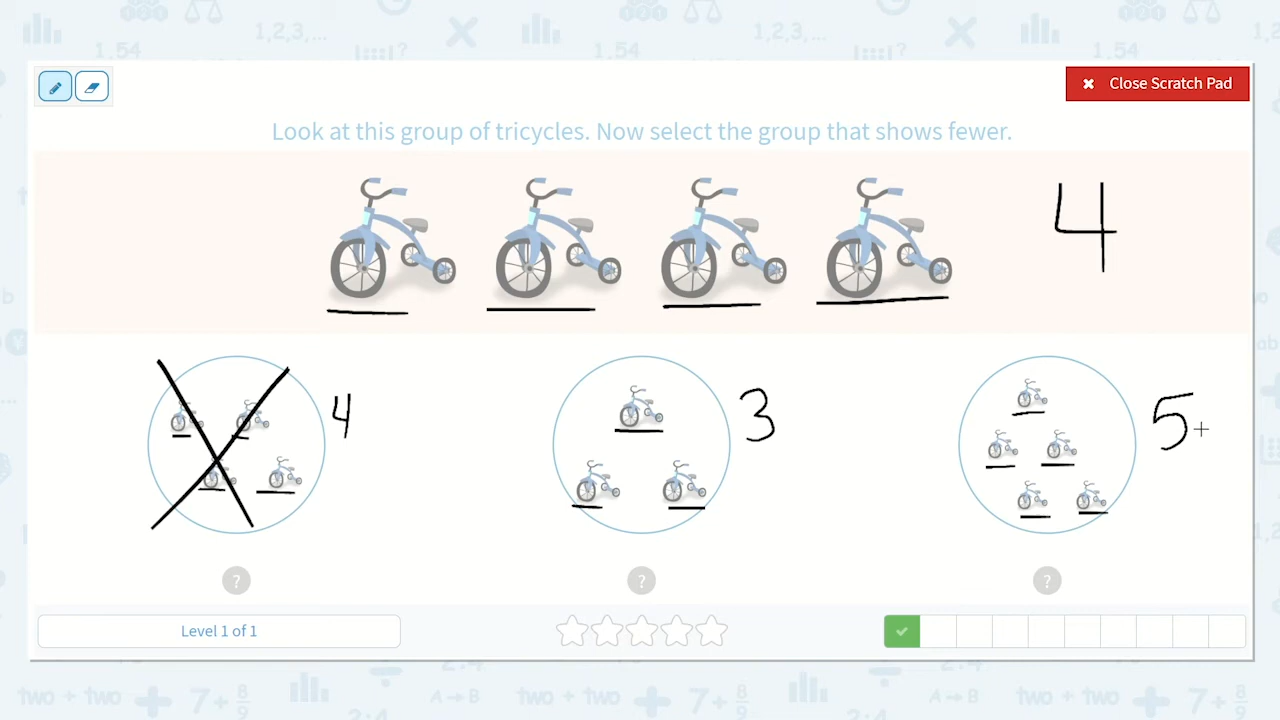 Close Scratch Pad
Look at this group of tricycles. Now select the group that shows fewer.
4
4
3
5
?
?
?
Level 1 of 1